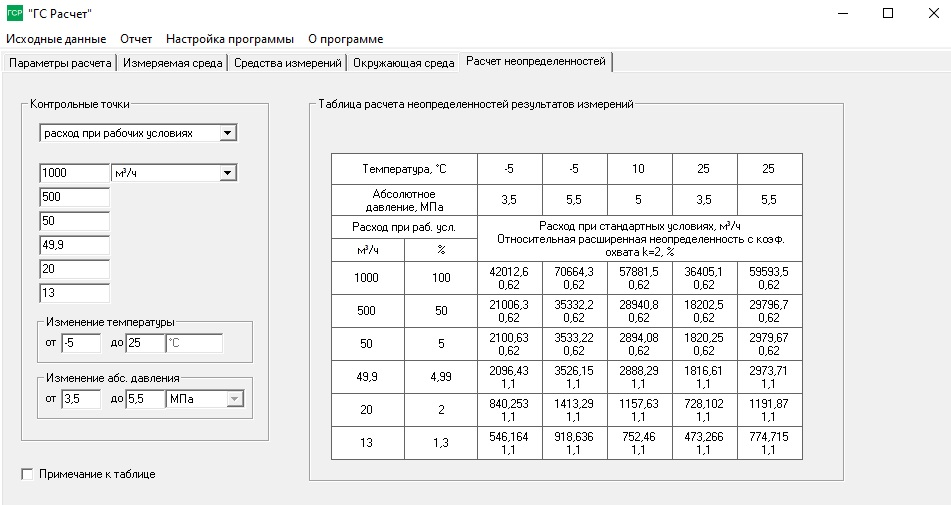 ГСР "ГС Расчет"
Исходные данные Отчет Настройка программы О программе
Параметры расчета Измеряемая среда Средства измерений Окружающая среда Расчет неопределенностей
Контрольные точки
расход при рабочих условиях
1000 м³/ч
500
50
49,9
20
13
Изменение температуры
от -5 до 25 °C
Изменение абс. давления
от 3,5 до 5,5 МПа
Примечание к таблице
Таблица расчета неопределенностей результатов измерений
Температура, °C -5 -5 10 25 25
Абсолютное
давление, МПа 3,5 5,5 5 3,5 5,5
Расход при раб. усл. Расход при стандартных условиях, м³/ч
Относительная расширенная неопределенность с коэф.
м³/ч % охвата k=2, %
1000 100 42012,6 70664,3 57881,5 36405,1 59593,5
0,62 0,62 0,62 0,62 0,62
500 50 21006,3 35332,2 28940,8 18202,5 29796,7
0,62 0,62 0,62 0,62 0,62
50 5 2100,63 3533,22 2894,08 1820,25 2979,67
0,62 0,62 0,62 0,62 0,62
49,9 4,99 2096,43 3526,15 2888,29 1816,61 2973,71
1,1 1,1 1,1 1,1 1,1
20 2 840,253 1413,29 1157,63 728,102 1191,87
1,1 1,1 1,1 1,1 1,1
13 1,3 546,164 918,636 752,46 473,266 774,715
1,1 1,1 1,1 1,1 1,1